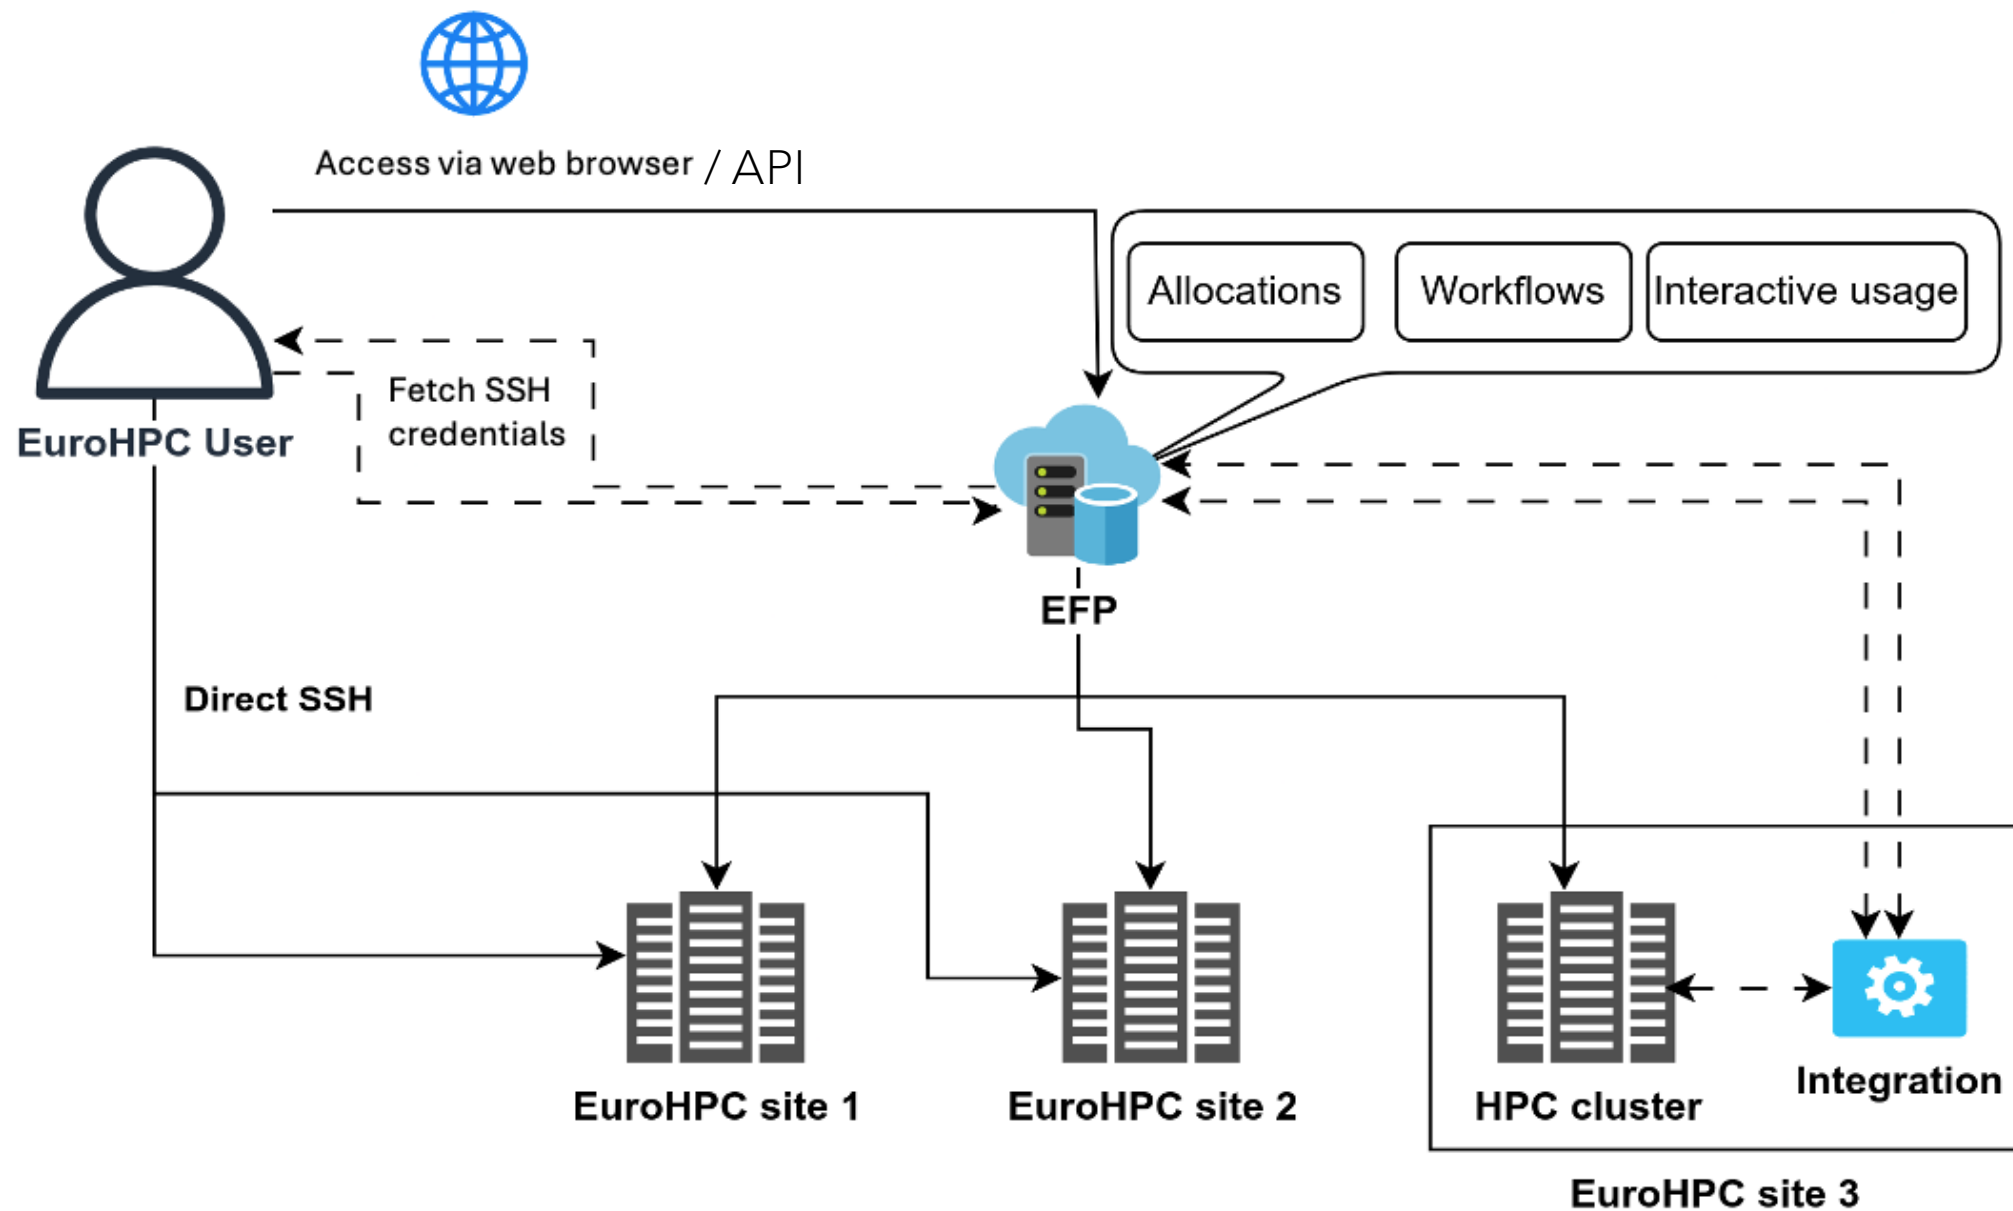 Access via web browser / API
Allocations
Workflows
Interactive usage
Fetch SSH
credentials
EuroHPC User
EFP
Direct SSH
EuroHPC site 1
EuroHPC site 2
HPC cluster
Integration
EuroHPC site 3